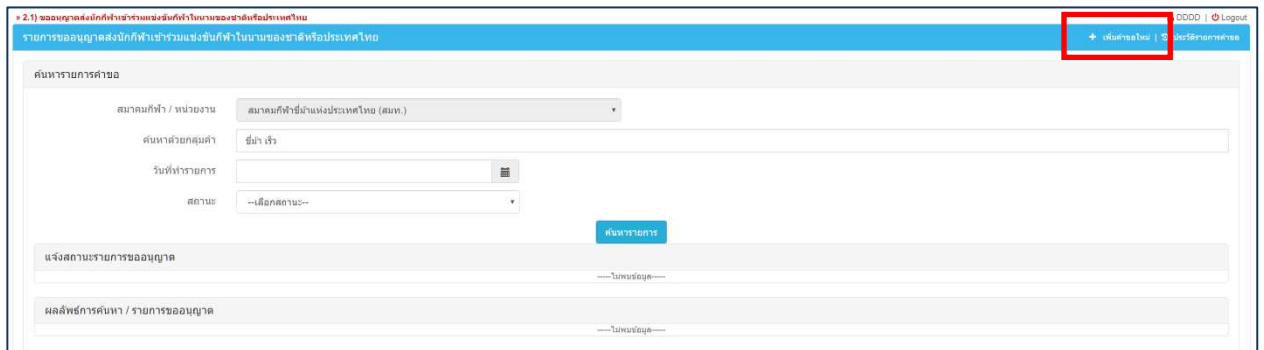 » 2.1) ขออนุญาตส่งนักกีฬาเข้าร่วมแข่งขันกีฬาในนามของชาติหรือประเทศไทย
DDDD | Logout
รายการขออนุญาตส่งนักกีฬาเข้าร่วมแข่งขันกีฬาในนามของชาติหรือประเทศไทย
+ เพิ่มคำขอใหม่ | ประวัติรายการคำขอ
ค้นหารายการคำขอ
สมาคมกีฬา / หน่วยงาน
สมาคมกีฬาขี่ม้าแห่งประเทศไทย (สมท.)
ค้นหาด้วยกลุ่มคำ
ขี่ม้า เร็ว
วันที่ทำรายการ
สถานะ
--เลือกสถานะ--
ค้นหารายการ
แจ้งสถานะรายการขออนุญาต
-----ไม่พบข้อมูล-----
ผลลัพธ์การค้นหา / รายการขออนุญาต
-----ไม่พบข้อมูล-----